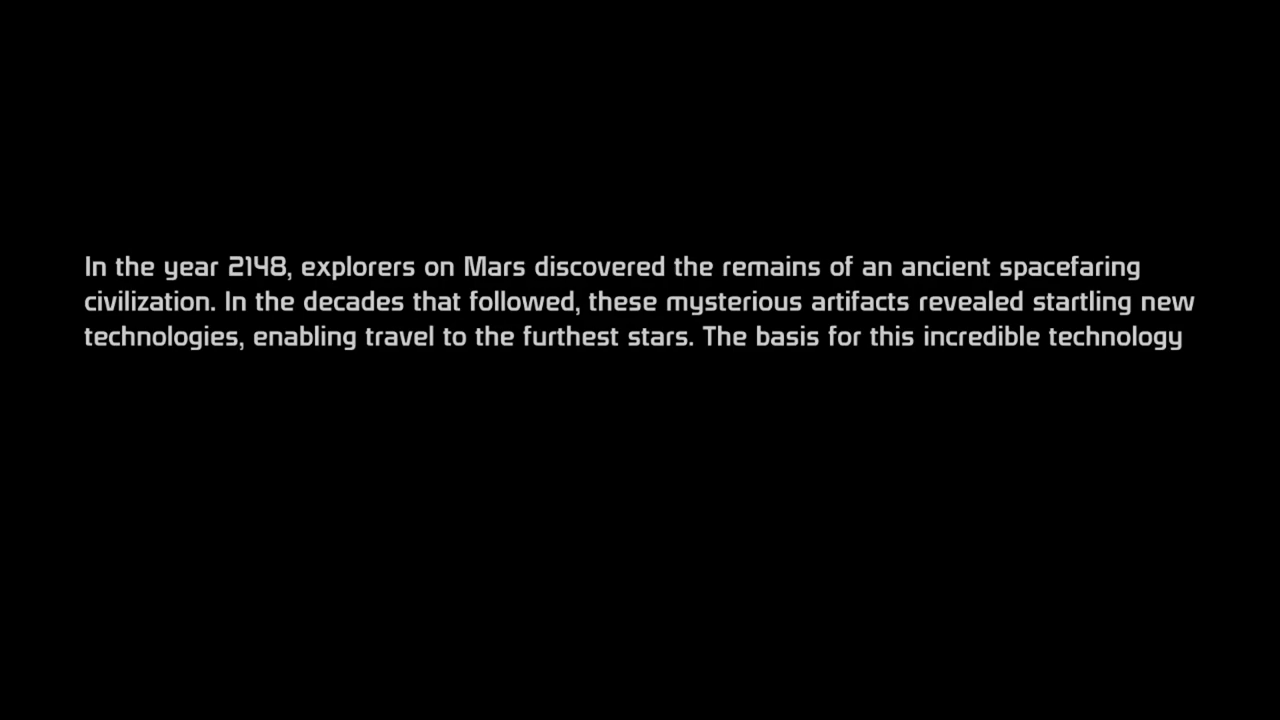 In the year 2148, explorers on Mars discovered the remains of an ancient spacefaring
civilization. In the decades that followed, these mysterious artifacts revealed startling new
technologies, enabling travel to the furthest stars. The basis for this incredible technology